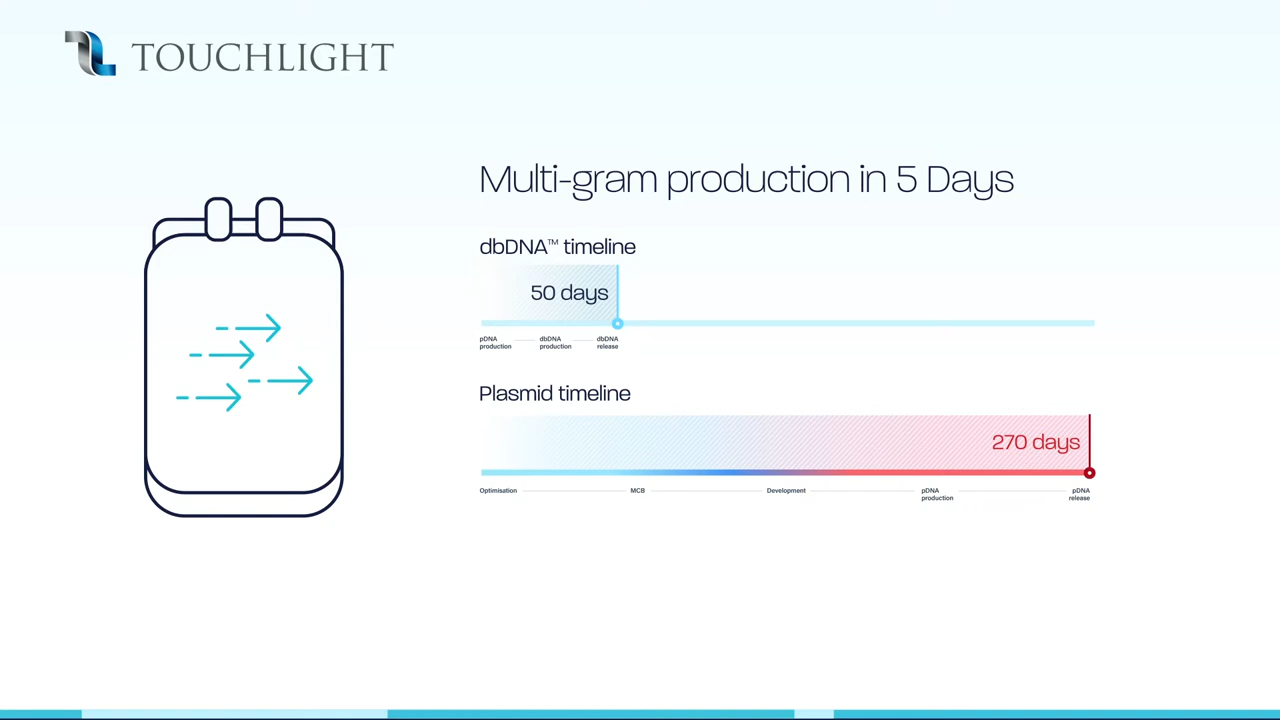 TOUCHLIGHT
Multi-gram production in 5 Days
dbDNA™ timeline
50 days
pDNA production
dbDNA production
dbDNA release
Plasmid timeline
270 days
Optimisation
MCB
Development
pDNA production
pDNA release